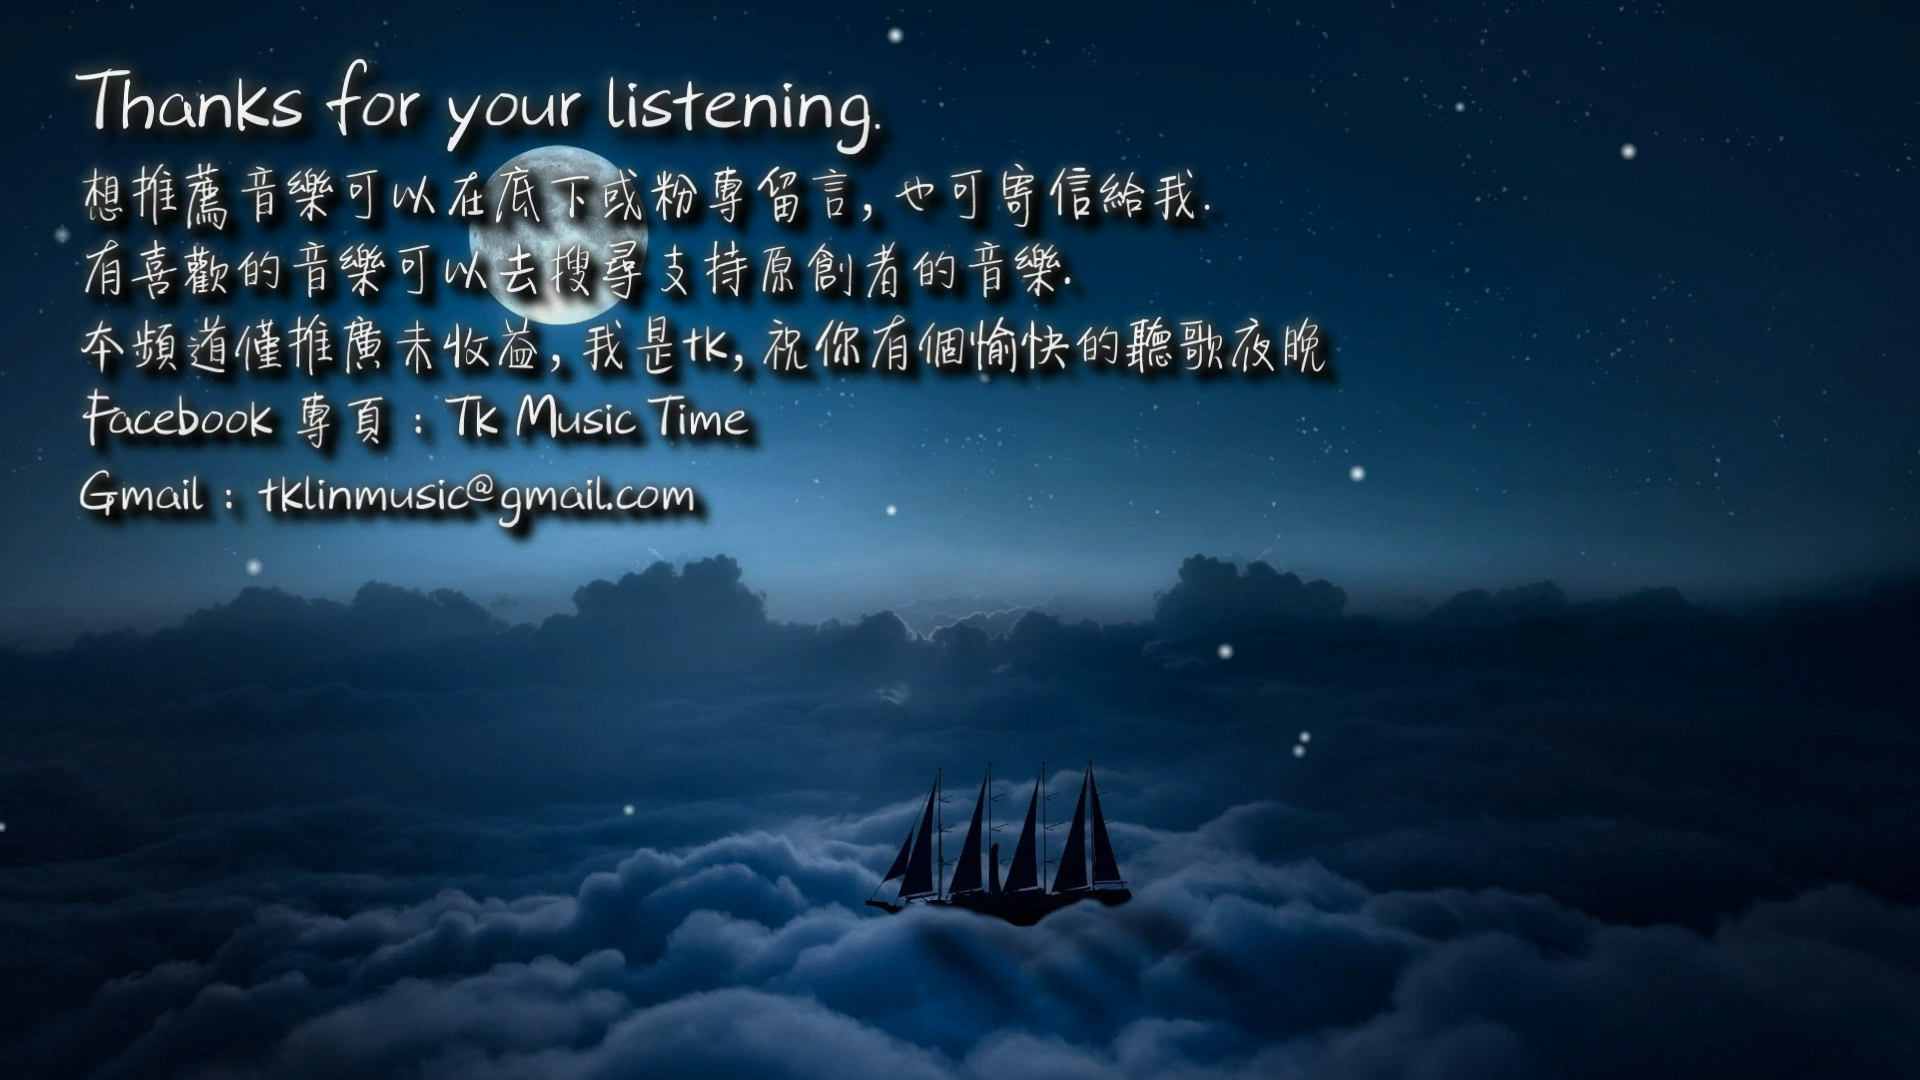 Thanks for your listening.
想推薦音樂可以在底下或粉專留言, 也可寄信給我.
有喜歡的音樂可以去搜尋支持原創者的音樂.
本頻道僅推廣未收益, 我是tk, 祝你有個愉快的聽歌夜晚
Facebook 專頁 : Tk Music Time
Gmail : tklinmusic@gmail.com